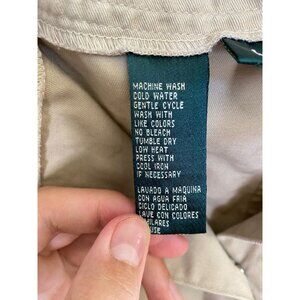 MACHINE WASH
COLD WATER
GENTLE CYCLE
WASH WITH
LIKE COLORS
NO BLEACH
TUMBLE DRY
LOW HEAT
PRESS WITH
COOL IRON
IF NECESSARY
LAVADO A MAQUINA
CON AGUA FRIA
CICLO DELICADO
LAVE CON COLORES